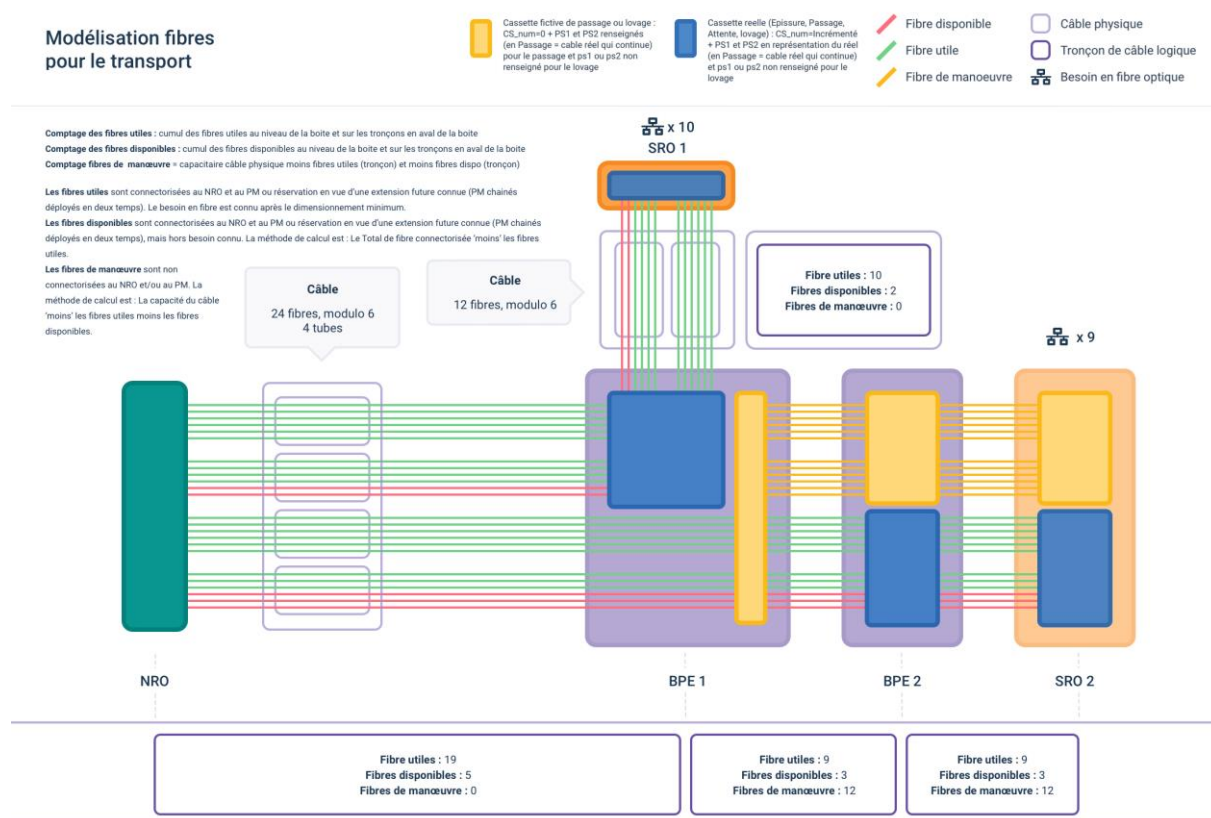 Modélisation fibres
pour le transport
Cassette fictive de passage ou lovage :
CS_num=0 + PS1 et PS2 renseignés
(en Passage = cable réel qui continue)
pour le passage et ps1 ou ps2 non
renseigné pour le lovage
Cassette reelle (Epissure, Passage,
Attente, lovage) : CS_num=Incrémenté
+ PS1 et PS2 en représentation du réel
(en Passage = cable réel qui continue)
et ps1 ou ps2 non renseigné pour le
lovage
Fibre disponible
Fibre utile
Fibre de manoeuvre
Câble physique
Tronçon de câble logique
Besoin en fibre optique
Comptage des fibres utiles : cumul des fibres utiles au niveau de la boite et sur les tronçons en aval de la boite
Comptage des fibres disponibles : cumul des fibres disponibles au niveau de la boite et sur les tronçons en aval de la boite
Comptage fibres de manœuvre = capacitaire câble physique moins fibres utiles (tronçon) et moins fibres dispo (tronçon)
Les fibres utiles sont connectorisées au NRO et au PM ou réservation en vue d'une extension future connue (PM chainés
déployés en deux temps). Le besoin en fibre est connu après le dimensionnement minimum.
Les fibres disponibles sont connectorisées au NRO et au PM ou réservation en vue d'une extension future connue (PM chainés
déployés en deux temps), mais hors besoin connu. La méthode de calcul est : Le Total de fibre connectorisée 'moins' les fibres
utiles.
Les fibres de manœuvre sont non
connectorisées au NRO et/ou au PM. La
méthode de calcul est : La capacité du câble
'moins' les fibres utiles moins les fibres
disponibles.
x 10
SRO 1
Câble
24 fibres, modulo 6
4 tubes
Câble
12 fibres, modulo 6
Fibre utiles : 10
Fibres disponibles : 2
Fibres de manœuvre : 0
x 9
NRO
BPE 1
BPE 2
SRO 2
Fibre utiles : 19
Fibres disponibles : 5
Fibres de manœuvre : 0
Fibre utiles : 9
Fibres disponibles : 3
Fibres de manœuvre : 12
Fibre utiles : 9
Fibres disponibles : 3
Fibres de manœuvre : 12